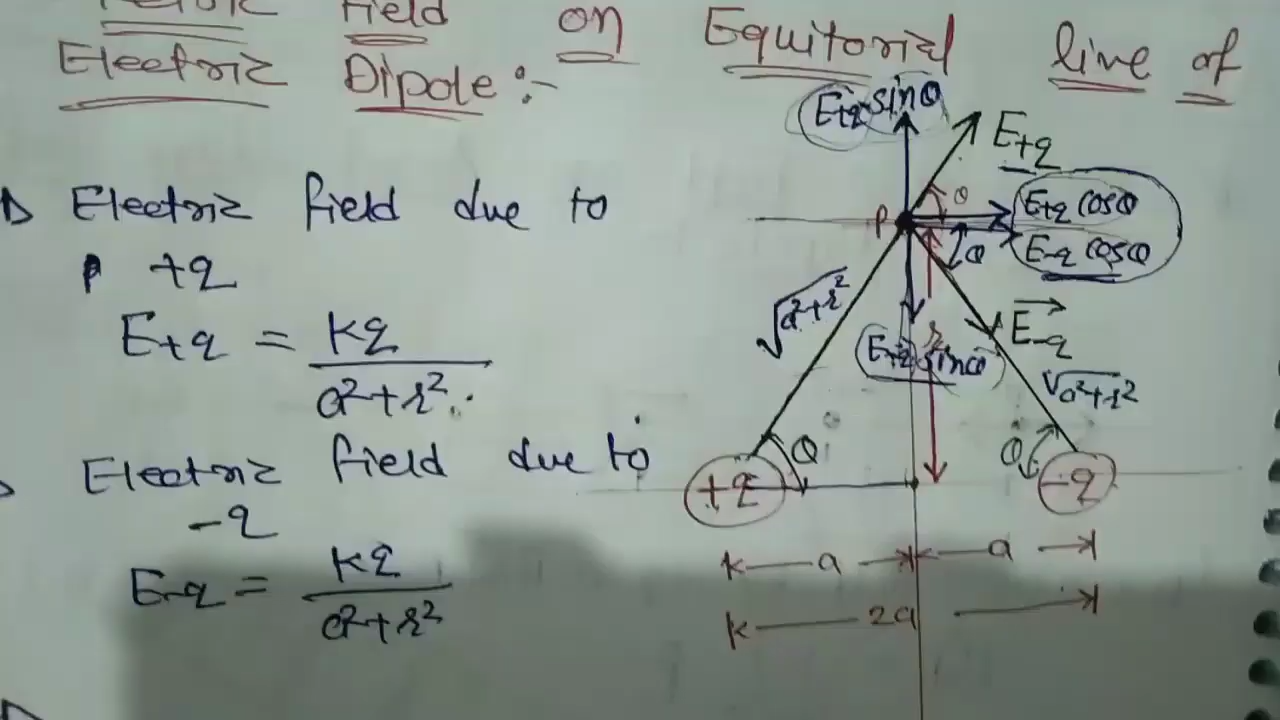 Field on Equitorial line of
Electric Dipole :-
E+q sinθ
E+q
Electric field due to
+q
P
θ
E+q cosθ
θ
E-q cosθ
E+q = kq / a²+r²
√a²+r²
E-q
r
E+q sinθ
√a²+r²
Electric field due to
-q
θ
θ
+q
-q
E-q = kq / a²+r²
a
a
2a